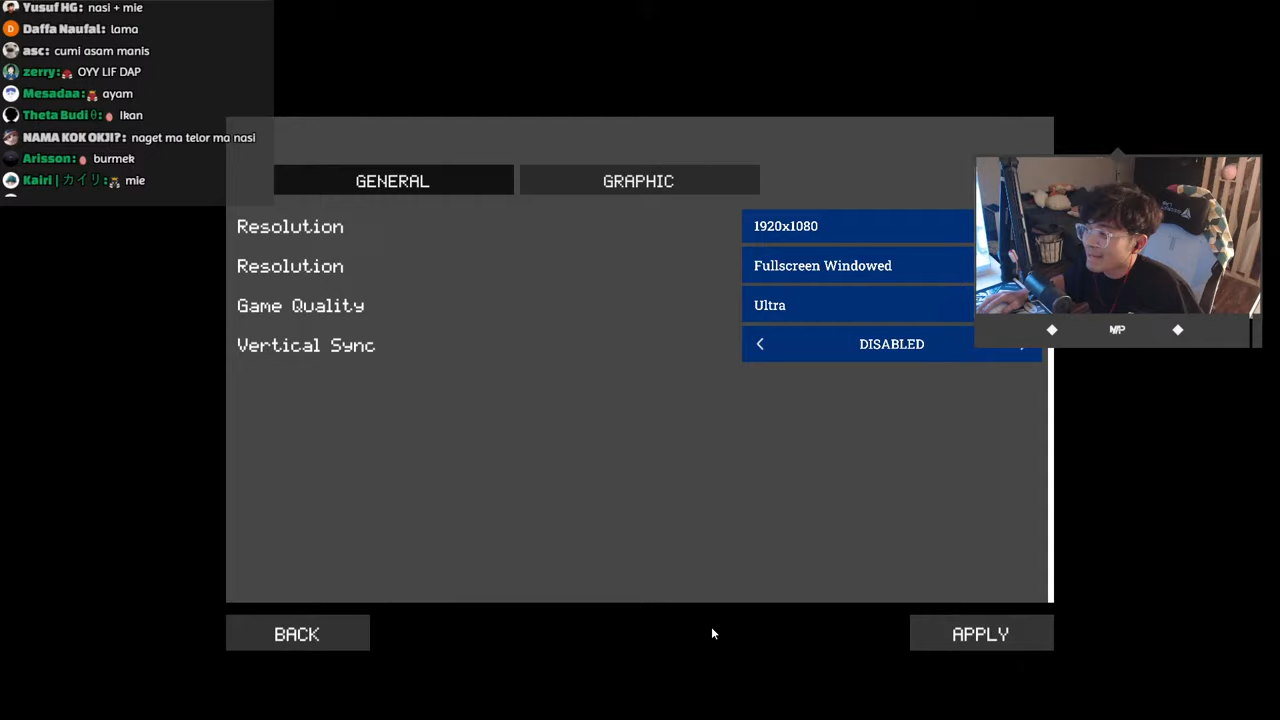 Yusuf HG: nasi + mie
D Daffa Naufal: lama
asc: cumi asam manis
zerry: OYY LIF DAP
Mesadaa: ayam
Theta Budi θ: Ikan
NAMA KOK OKJI?: naget ma telor ma nasi
Arisson: burmek
Kairi | カイリ: mie
GENERAL
GRAPHIC
Resolution
1920x1080
Resolution
Fullscreen Windowed
Game Quality
Ultra
Vertical Sync
DISABLED
BACK
APPLY